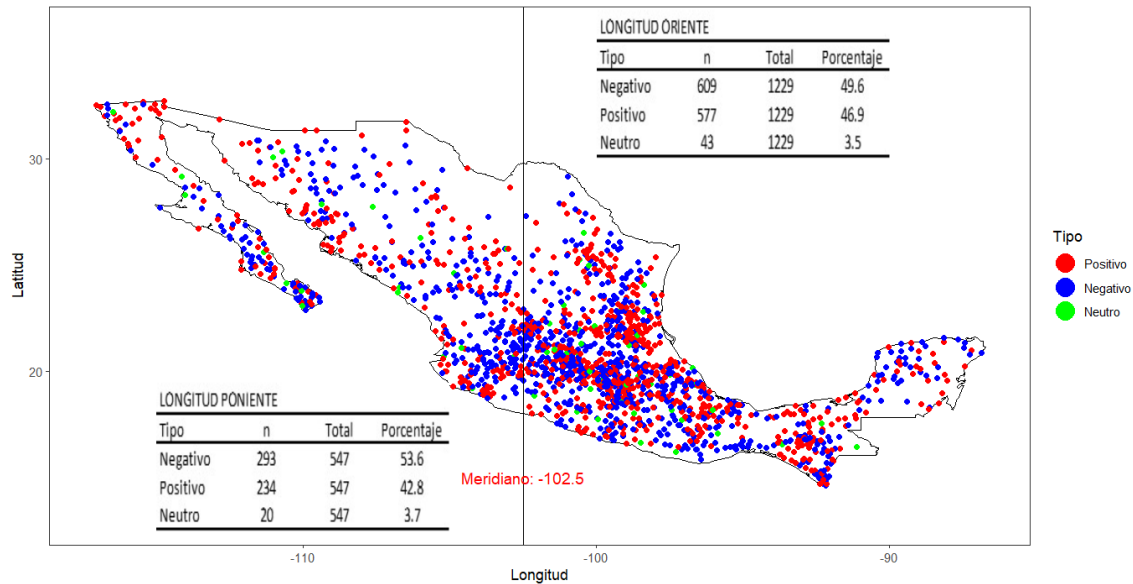 LONGITUD ORIENTE
Tipo n Total Porcentaje
Negativo 609 1229 49.6
Positivo 577 1229 46.9
Neutro 43 1229 3.5
30
20
Latitud
Tipo
Positivo
Negativo
Neutro
LONGITUD PONIENTE
Tipo n Total Porcentaje
Negativo 293 547 53.6
Positivo 234 547 42.8
Neutro 20 547 3.7
Meridiano: -102.5
-110 -100 -90
Longitud